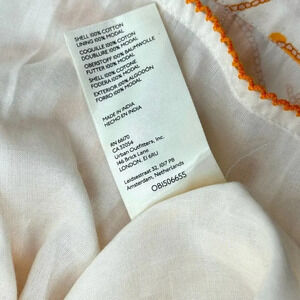 SHELL 100% COTTON
LINING 100% MODAL
COQUILLE 100% COTTON
DOUBLURE 100% MODAL
OBERSTOFF 100% BAUMWOLLE
FUTTER 100% MODAL
SHELL 100% COTONE
FODERA 100% MODAL
EXTERIOR 100% ALGODÓN
FORRO 100% MODAL
MADE IN INDIA
HECHO EN INDIA
RN 66170
CA 32054
Urban Outfitters, Inc.
146 Brick Lane
LONDON, E1 6RU
Leidsestraat 32, 1017 PB
Amsterdam, Netherlands
OB1506655